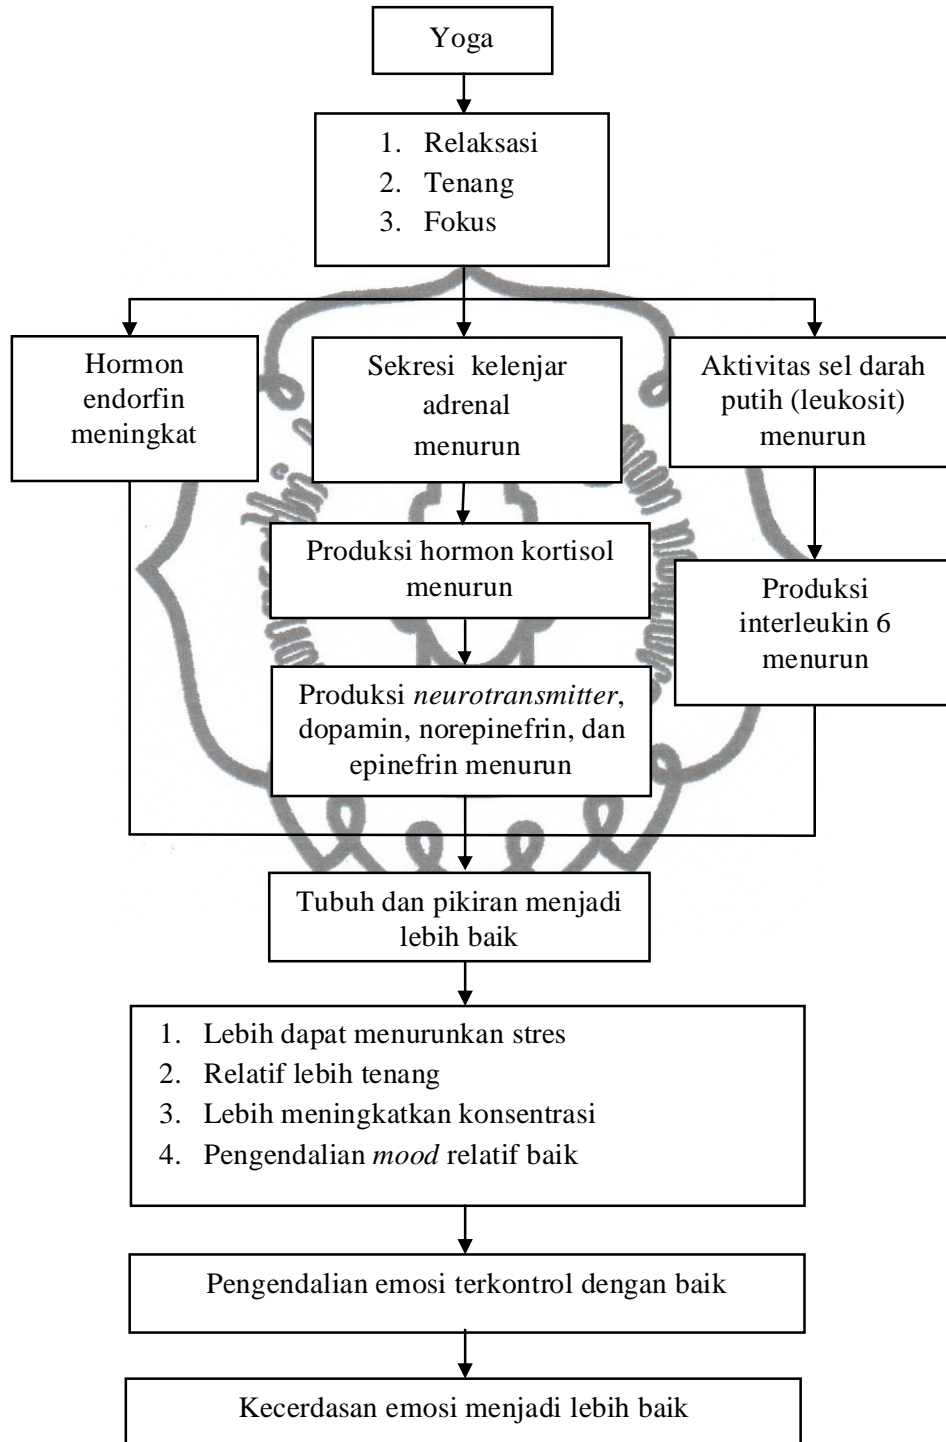 Yoga
1. Relaksasi
2. Tenang
3. Fokus
Hormon
endorfin
meningkat
Sekresi kelenjar
adrenal
menurun
Aktivitas sel darah
putih (leukosit)
menurun
Produksi hormon kortisol
menurun
Produksi
interleukin 6
menurun
Produksi neurotransmitter,
dopamin, norepinefrin, dan
epinefrin menurun
Tubuh dan pikiran menjadi
lebih baik
1. Lebih dapat menurunkan stres
2. Relatif lebih tenang
3. Lebih meningkatkan konsentrasi
4. Pengendalian mood relatif baik
Pengendalian emosi terkontrol dengan baik
Kecerdasan emosi menjadi lebih baik